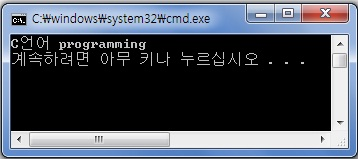 C:₩windows₩system32₩cmd.exe
C언어 programming
계속하려면 아무 키나 누르십시오 . . .